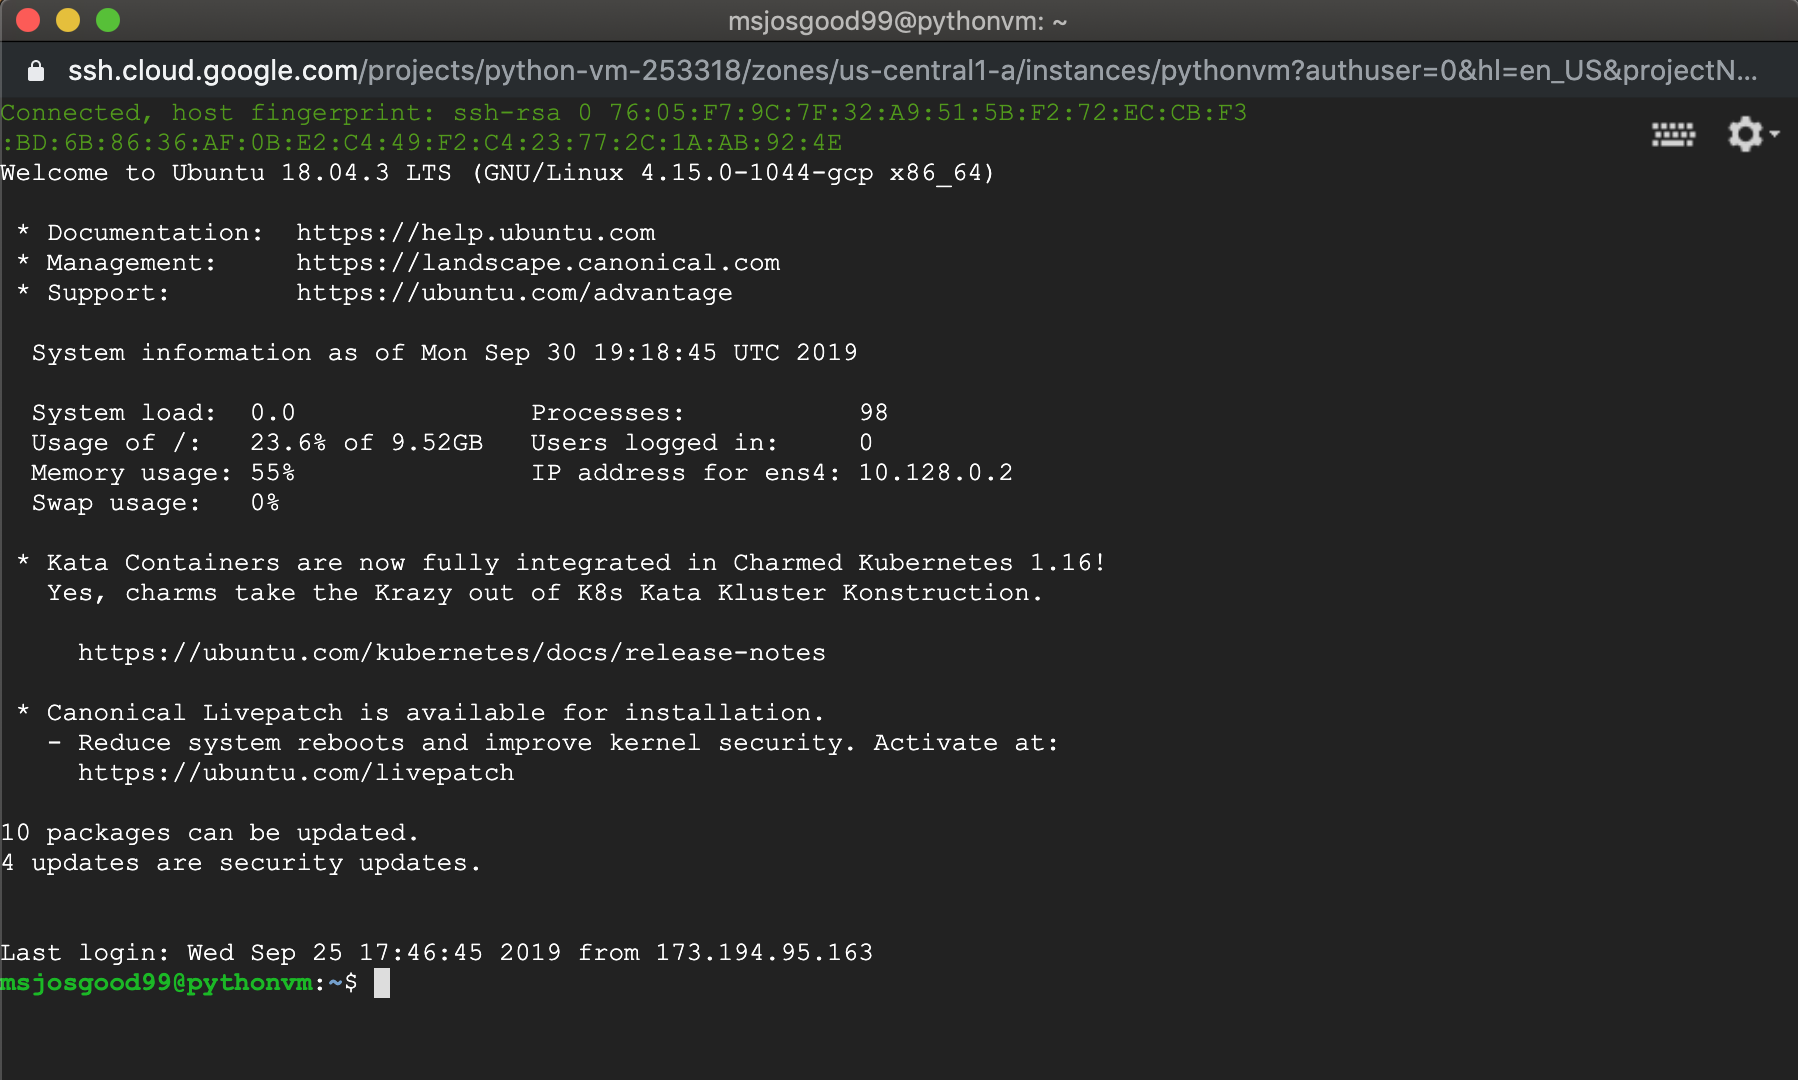 msjosgood99@pythonvm: ~
ssh.cloud.google.com/projects/python-vm-253318/zones/us-central1-a/instances/pythonvm?authuser=0&hl=en_US&projectN...
Connected, host fingerprint: ssh-rsa 0 76:05:F7:9C:7F:32:A9:51:5B:F2:72:EC:CB:F3
:BD:6B:86:36:AF:0B:E2:C4:49:F2:C4:23:77:2C:1A:AB:92:4E
Welcome to Ubuntu 18.04.3 LTS (GNU/Linux 4.15.0-1044-gcp x86_64)
* Documentation:  https://help.ubuntu.com
* Management:     https://landscape.canonical.com
* Support:        https://ubuntu.com/advantage
System information as of Mon Sep 30 19:18:45 UTC 2019
System load:  0.0               Processes:           98
Usage of /:   23.6% of 9.52GB   Users logged in:     0
Memory usage: 55%               IP address for ens4: 10.128.0.2
Swap usage:   0%
* Kata Containers are now fully integrated in Charmed Kubernetes 1.16!
Yes, charms take the Krazy out of K8s Kata Kluster Konstruction.
https://ubuntu.com/kubernetes/docs/release-notes
* Canonical Livepatch is available for installation.
- Reduce system reboots and improve kernel security. Activate at:
https://ubuntu.com/livepatch
10 packages can be updated.
4 updates are security updates.
Last login: Wed Sep 25 17:46:45 2019 from 173.194.95.163
msjosgood99@pythonvm:~$